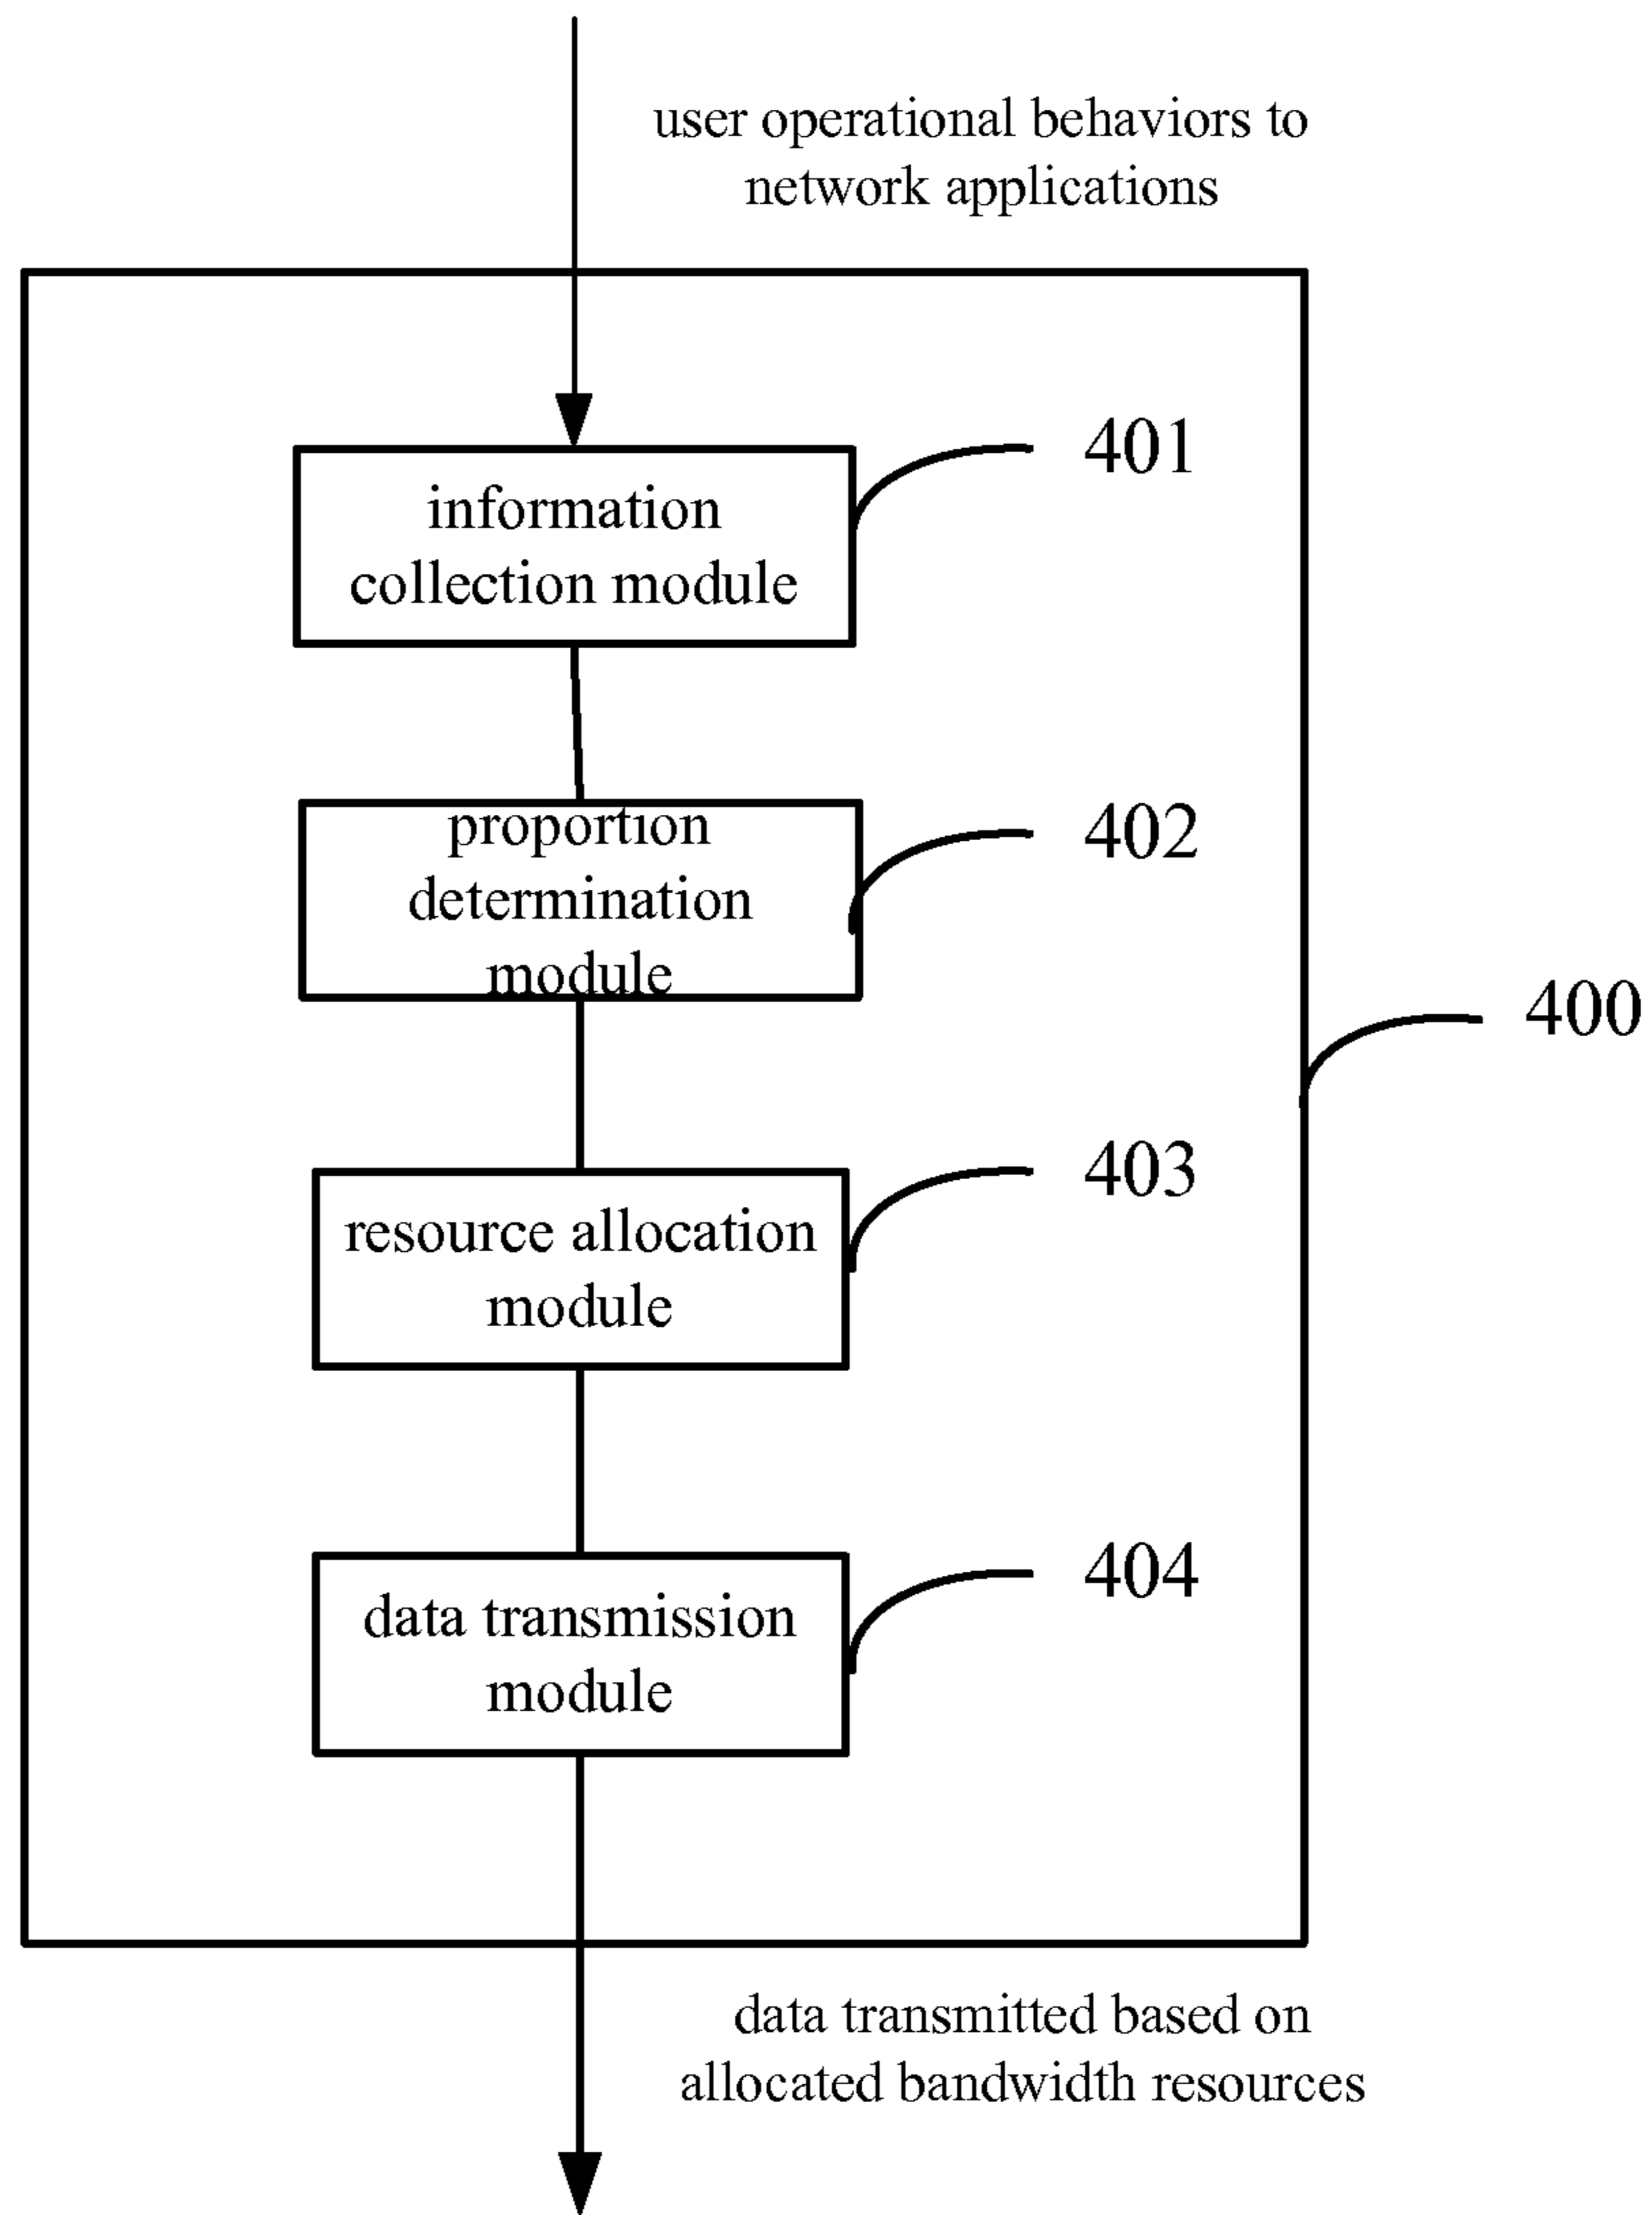 user operational behaviors to
network applications
401
information
collection module
402
proportion
determination
module
400
403
resource allocation
module
404
data transmission
module
data transmitted based on
allocated bandwidth resources